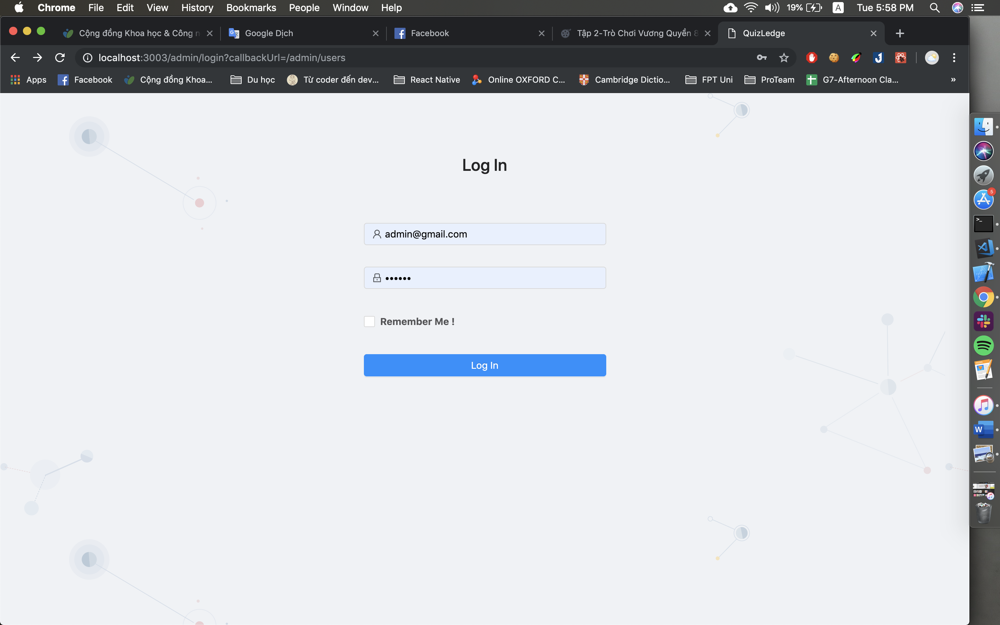 Chrome File Edit View History Bookmarks People Window Help 19% A Tue 5:58 PM
Cộng đồng Khoa học & Công n Google Dịch Facebook Tập 2-Trò Chơi Vương Quyền 8 QuizLedge
localhost:3003/admin/login?callbackUrl=/admin/users
Apps Facebook Cộng đồng Khoa... Du học Từ coder đến dev... React Native Online OXFORD C... Cambridge Dictio... FPT Uni ProTeam G7-Afternoon Cla... »
Log In
admin@gmail.com
••••••
Remember Me !
Log In
5
>_
W